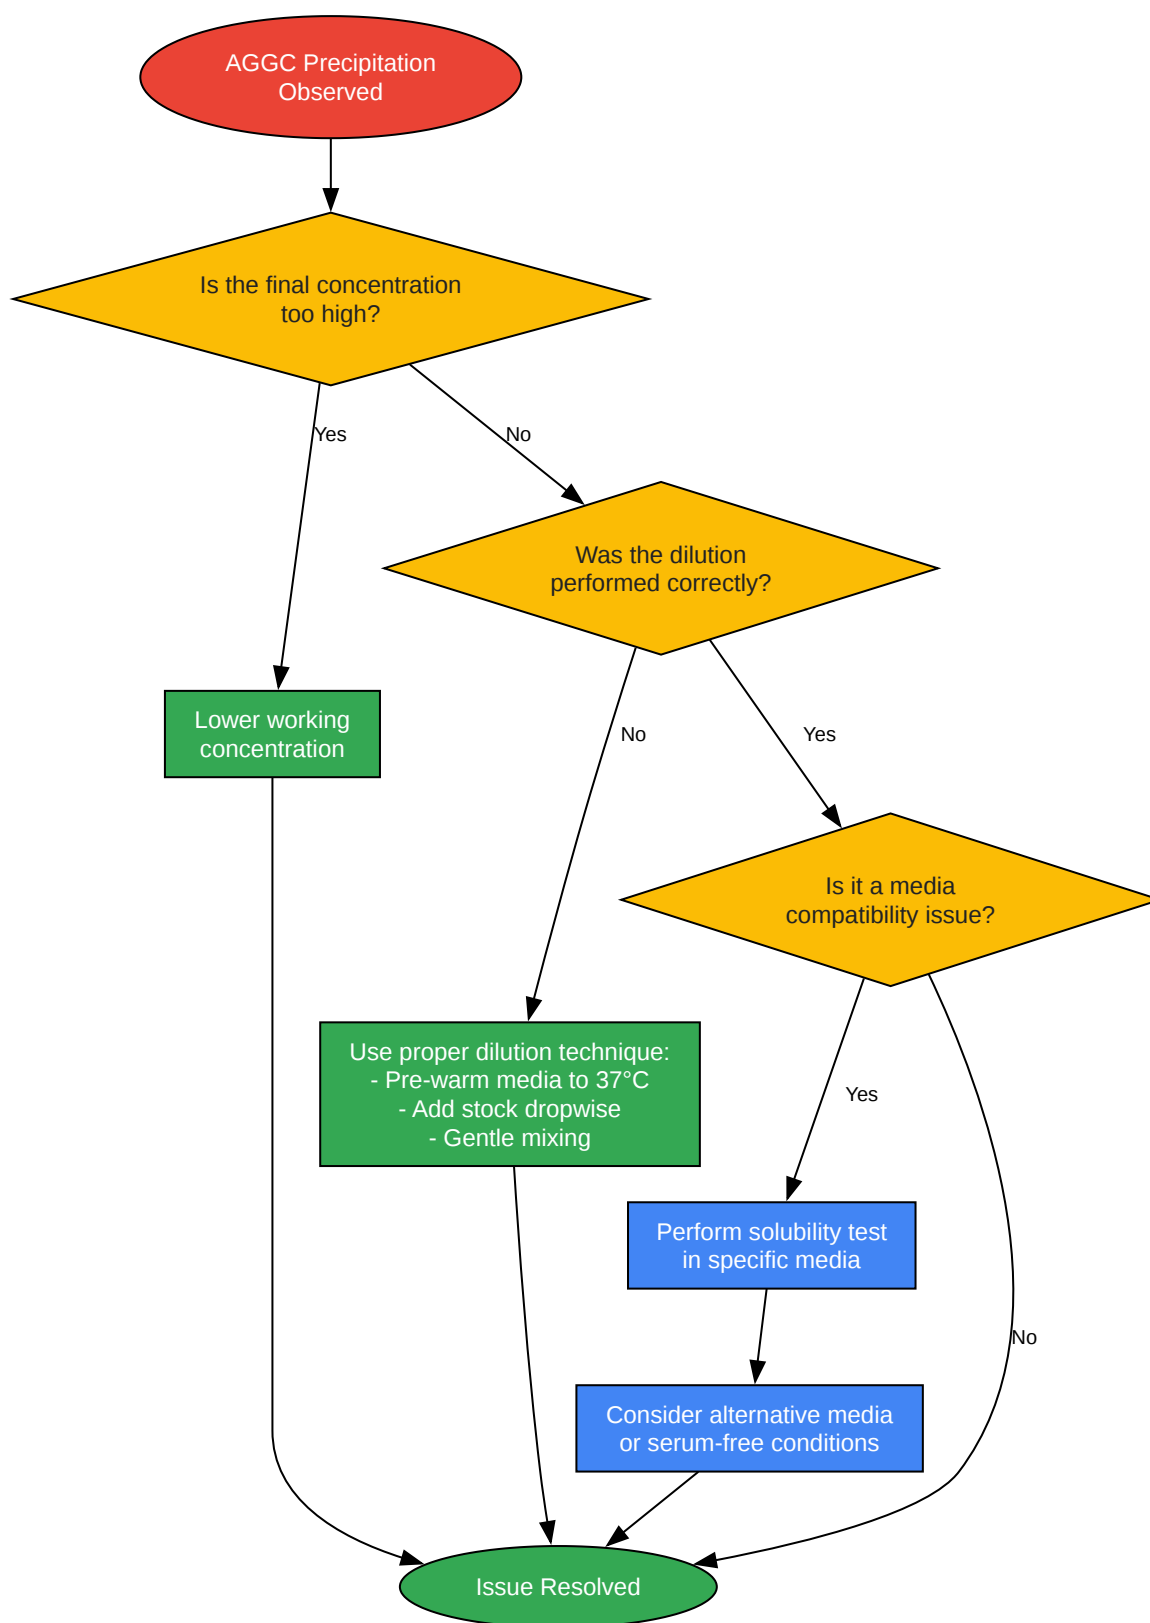 AGGC Precipitation
Observed
Is the final concentration
too high?
Yes
No
Was the dilution
performed correctly?
Lower working
concentration
No
Yes
Is it a media
compatibility issue?
Use proper dilution technique:
- Pre-warm media to 37°C
- Add stock dropwise
- Gentle mixing
Yes
Perform solubility test
in specific media
No
Consider alternative media
or serum-free conditions
Issue Resolved